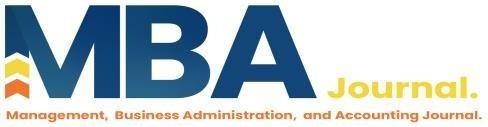 MBA Journal.
Management, Business Administration, and Accounting Journal.